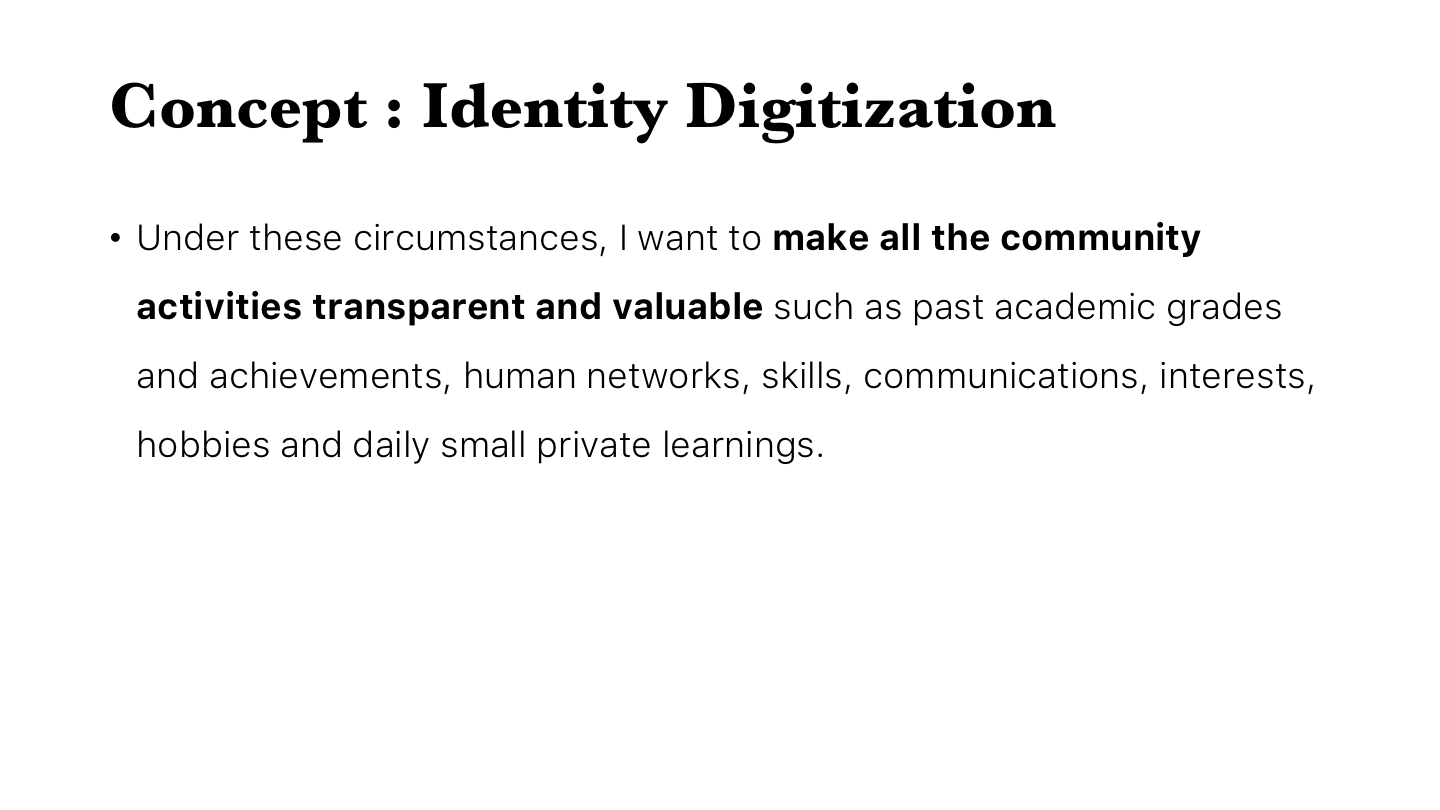 Concept : Identity Digitization
• Under these circumstances, I want to make all the community
activities transparent and valuable such as past academic grades
and achievements, human networks, skills, communications, interests,
hobbies and daily small private learnings.